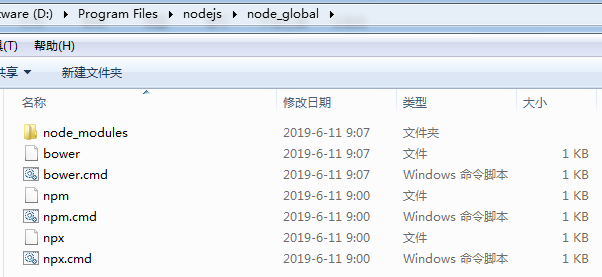 tware (D:) ▸ Program Files ▸ nodejs ▸ node_global ▸
(T) 帮助(H)
共享 ▼ 新建文件夹
名称 修改日期 类型 大小
node_modules 2019-6-11 9:07 文件夹
bower 2019-6-11 9:07 文件 1 KB
bower.cmd 2019-6-11 9:07 Windows 命令脚本 1 KB
npm 2019-6-11 9:00 文件 1 KB
npm.cmd 2019-6-11 9:00 Windows 命令脚本 1 KB
npx 2019-6-11 9:00 文件 1 KB
npx.cmd 2019-6-11 9:00 Windows 命令脚本 1 KB